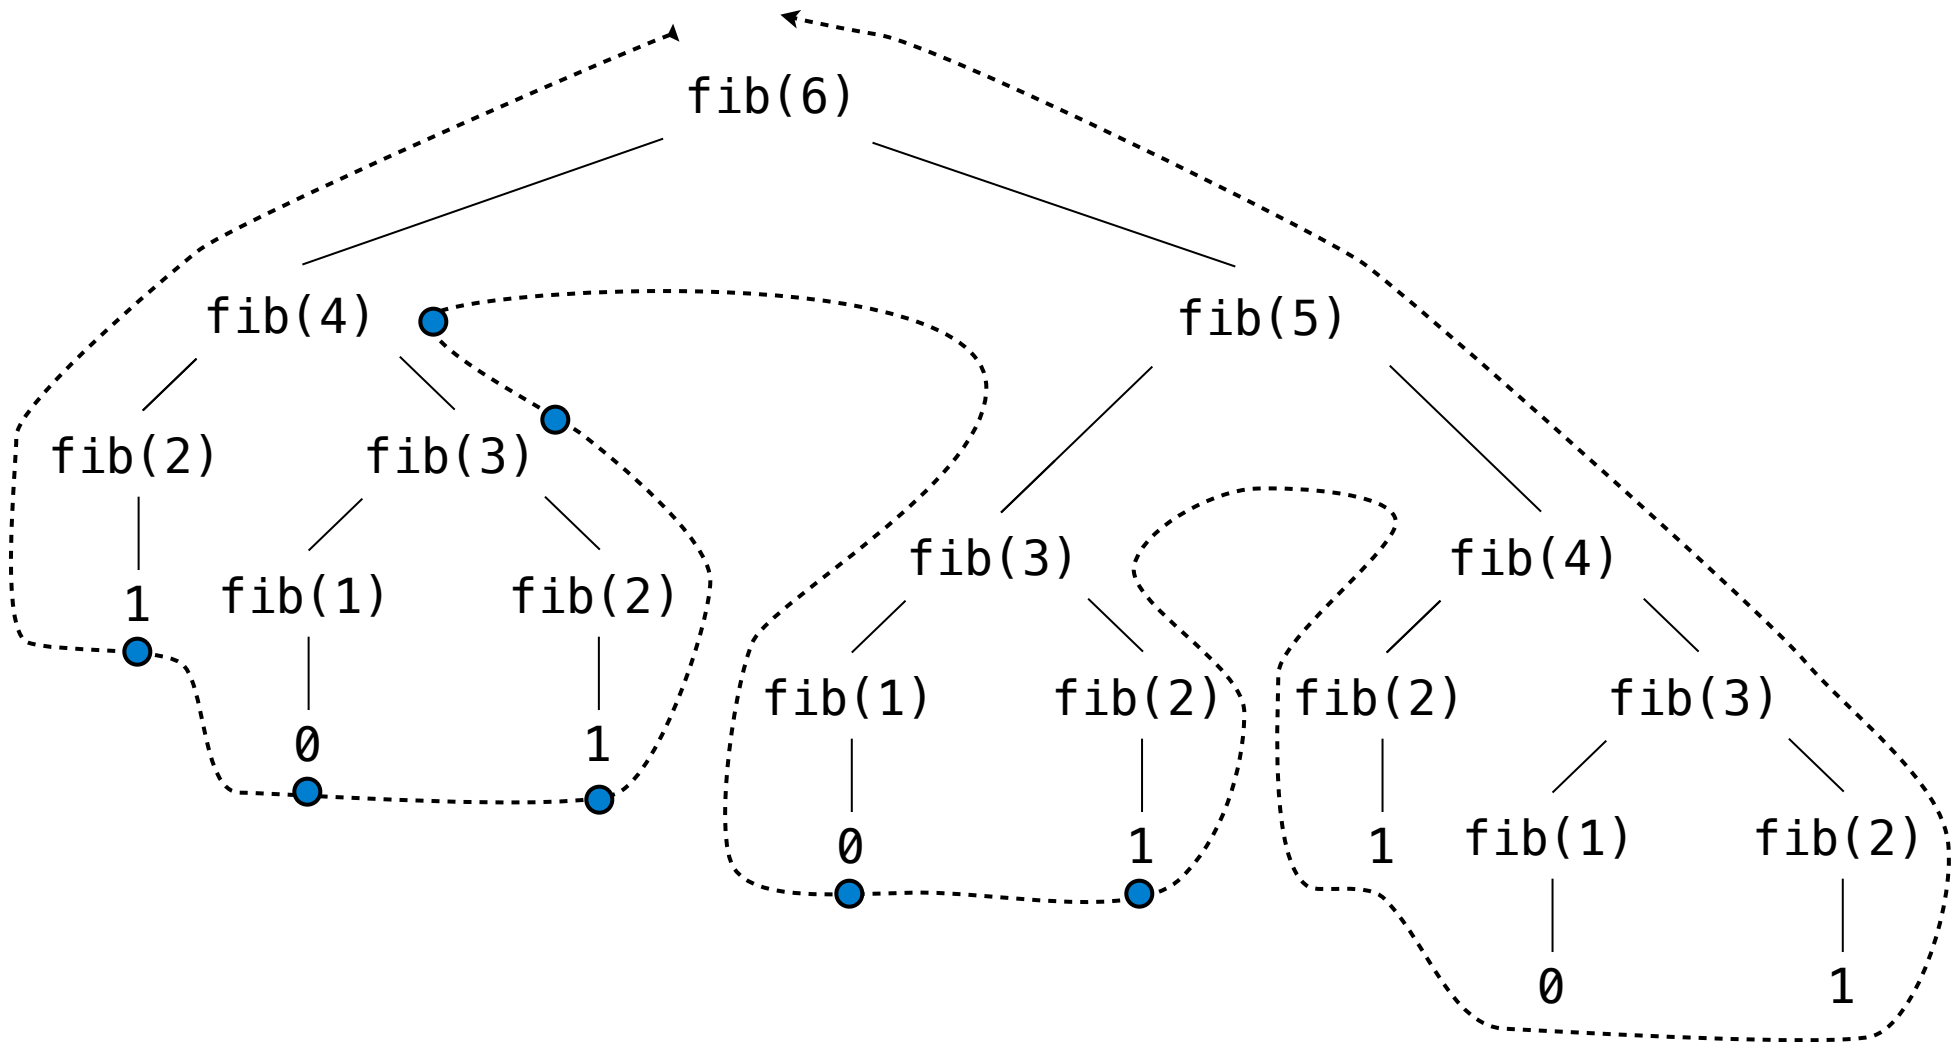 fib(6)
fib(4) fib(5)
fib(2) fib(3)
fib(3) fib(4)
1 fib(1) fib(2)
fib(1) fib(2) fib(2) fib(3)
0 1
0 1 1 fib(1) fib(2)
0 1